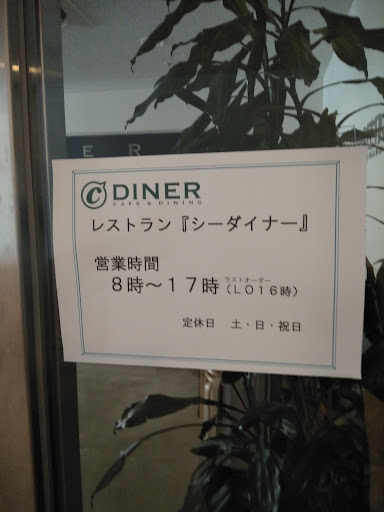 E R
C DINER
CAFE & DINING
レストラン『シーダイナー』
営業時間
ラストオーダー
８時～１７時（ＬＯ１６時）
定休日　土・日・祝日